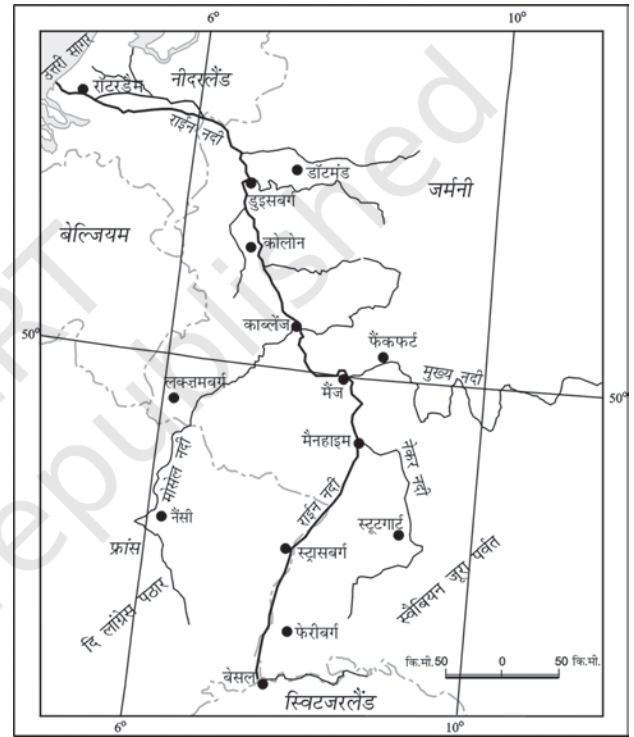 6°
10°
उत्तरी सागर
रॉटरडैम
नीदरलैंड
राईन नदी
डॉटमंड
जर्मनी
डुइसबर्ग
बेल्जियम
कोलोन
काब्लेंज
50°
फ्रैंकफर्ट
मुख्य नदी
मैंज
50°
लक्ज़मबर्ग
मैनहाइम
नेकर नदी
मोसेल नदी
राईन नदी
नैंसी
स्टूटगार्ट
फ्रांस
स्ट्रासबर्ग
स्वैबियन जूरा पर्वत
दि लांग्रेस पठार
फेरीबर्ग
कि.मी. 50 0 50 कि.मी.
बेसल
स्विटजरलैंड
6°
10°